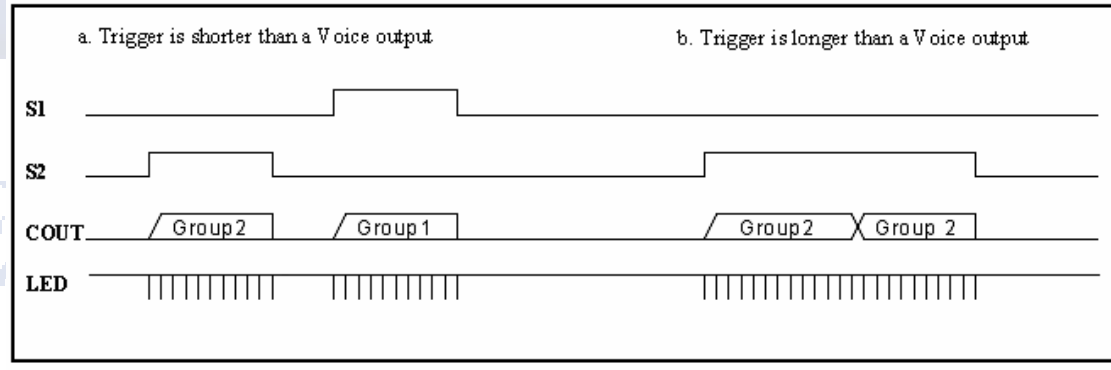 a. Trigger is shorter than a Voice output
b. Trigger is longer than a Voice output
S1
S2
COUT
Group2
Group1
Group2
Group 2
LED